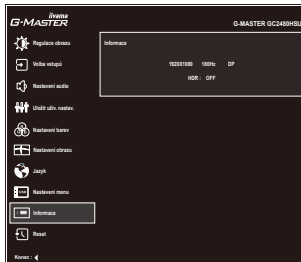 iiyama
G-MASTER
G-MASTER GC2480HSU
Regulace obrazu
Volba vstupů
Nastavení audio
Uložit uživ. nastav.
Nastavení barev
Nastavení obrazu
Jazyk
OSD
Nastavení menu
Informace
Reset
Konec :
Informace
1920X1080 180Hz DP
HDR : OFF